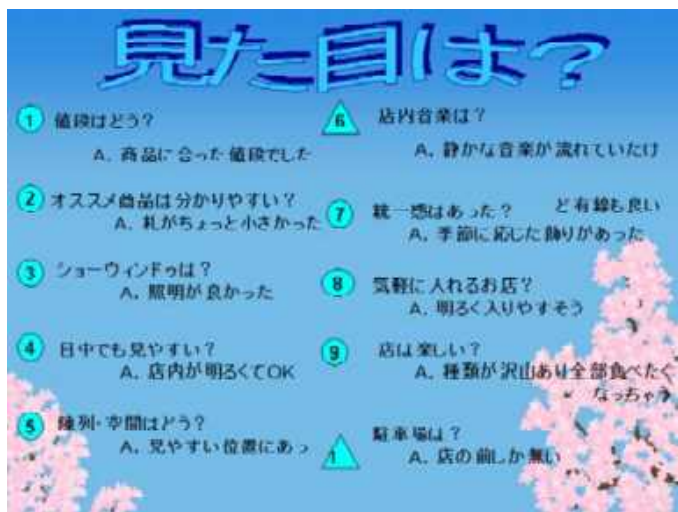 見た目は?
① 値段はどう?
A. 商品に合った値段でした
② オススメ商品は分かりやすい?
A. 札がちょっと小さかった
③ ショーウィンドゥは?
A. 照明が良かった
④ 日中でも見やすい?
A. 店内が明るくてOK
⑤ 陳列・空間はどう?
A. 見やすい位置にあっ
6 店内音楽は?
A. 静かな音楽が流れていたけ
ど有線も良い
⑦ 統一感はあった?
A. 季節に応じた飾りがあった
⑧ 気軽に入れるお店?
A. 明るく入りやすそう
⑨ 店は楽しい?
A. 種類が沢山あり全部食べたく
なっちゃう
1 駐車場は?
A. 店の前しか無い